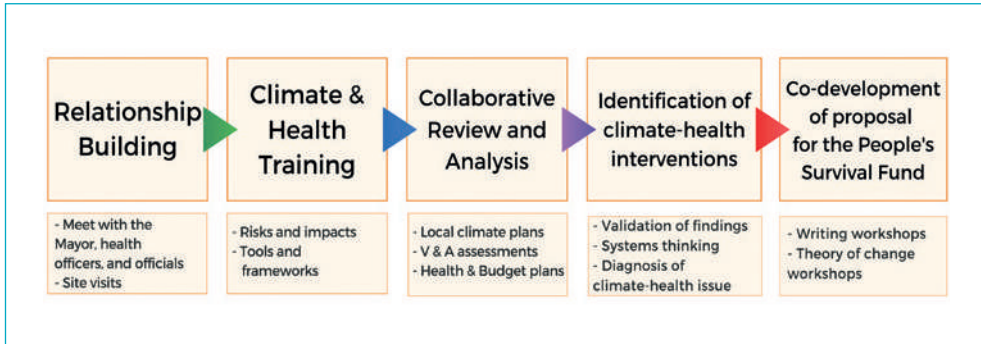 Relationship
Building
Climate &
Health
Training
Collaborative
Review and
Analysis
Identification of
climate-health
interventions
Co-development
of proposal
for the People's
Survival Fund
- Meet with the
Mayor, health
officers, and officials
- Site visits
- Risks and impacts
- Tools and
frameworks
- Local climate plans
- V & A assessments
- Health & Budget plans
- Validation of findings
- Systems thinking
- Diagnosis of
climate-health issue
- Writing workshops
- Theory of change
workshops